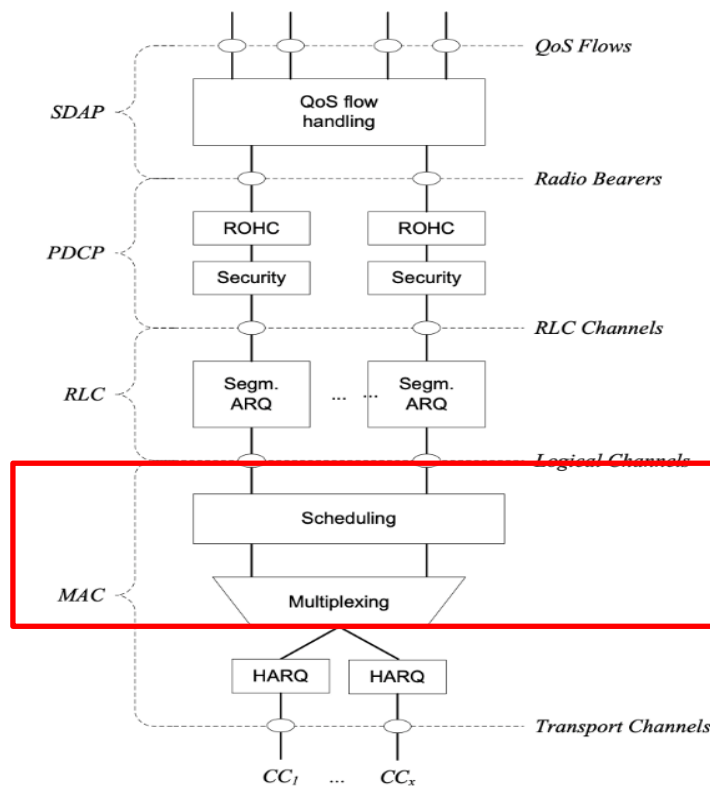 QoS Flows
QoS flow
handling
SDAP
Radio Bearers
ROHC ROHC
PDCP
Security Security
RLC Channels
Segm. Segm.
ARQ ... ... ARQ
RLC
Logical Channels
Scheduling
MAC
Multiplexing
HARQ HARQ
Transport Channels
CC1 ... CCx